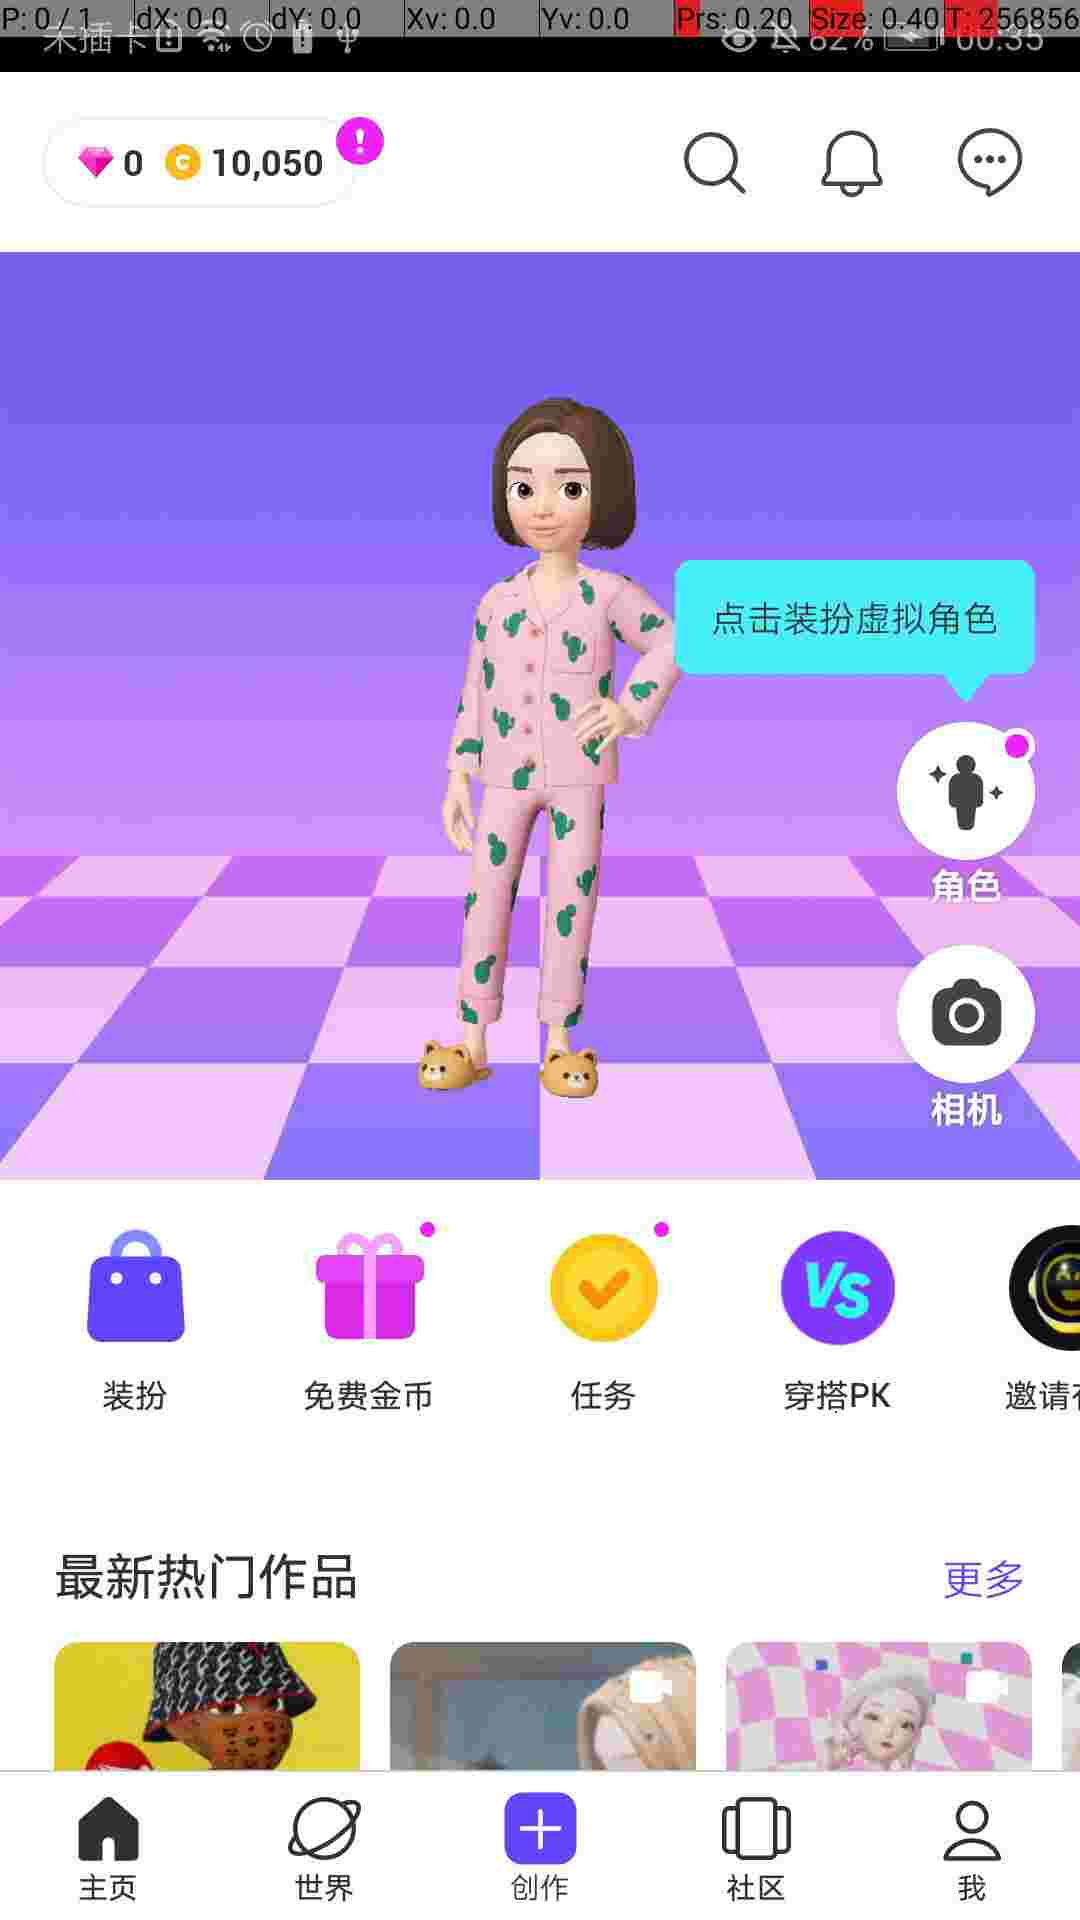 P: 0 / 1 dX: 0.0 dY: 0.0 Xv: 0.0 Yv: 0.0 Prs: 0.20 Size: 0.40 T: 256856
未插卡 82% 00:35
0 10,050
点击装扮虚拟角色
角色
相机
装扮 免费金币 任务 穿搭PK 邀请
最新热门作品 更多
主页 世界 创作 社区 我